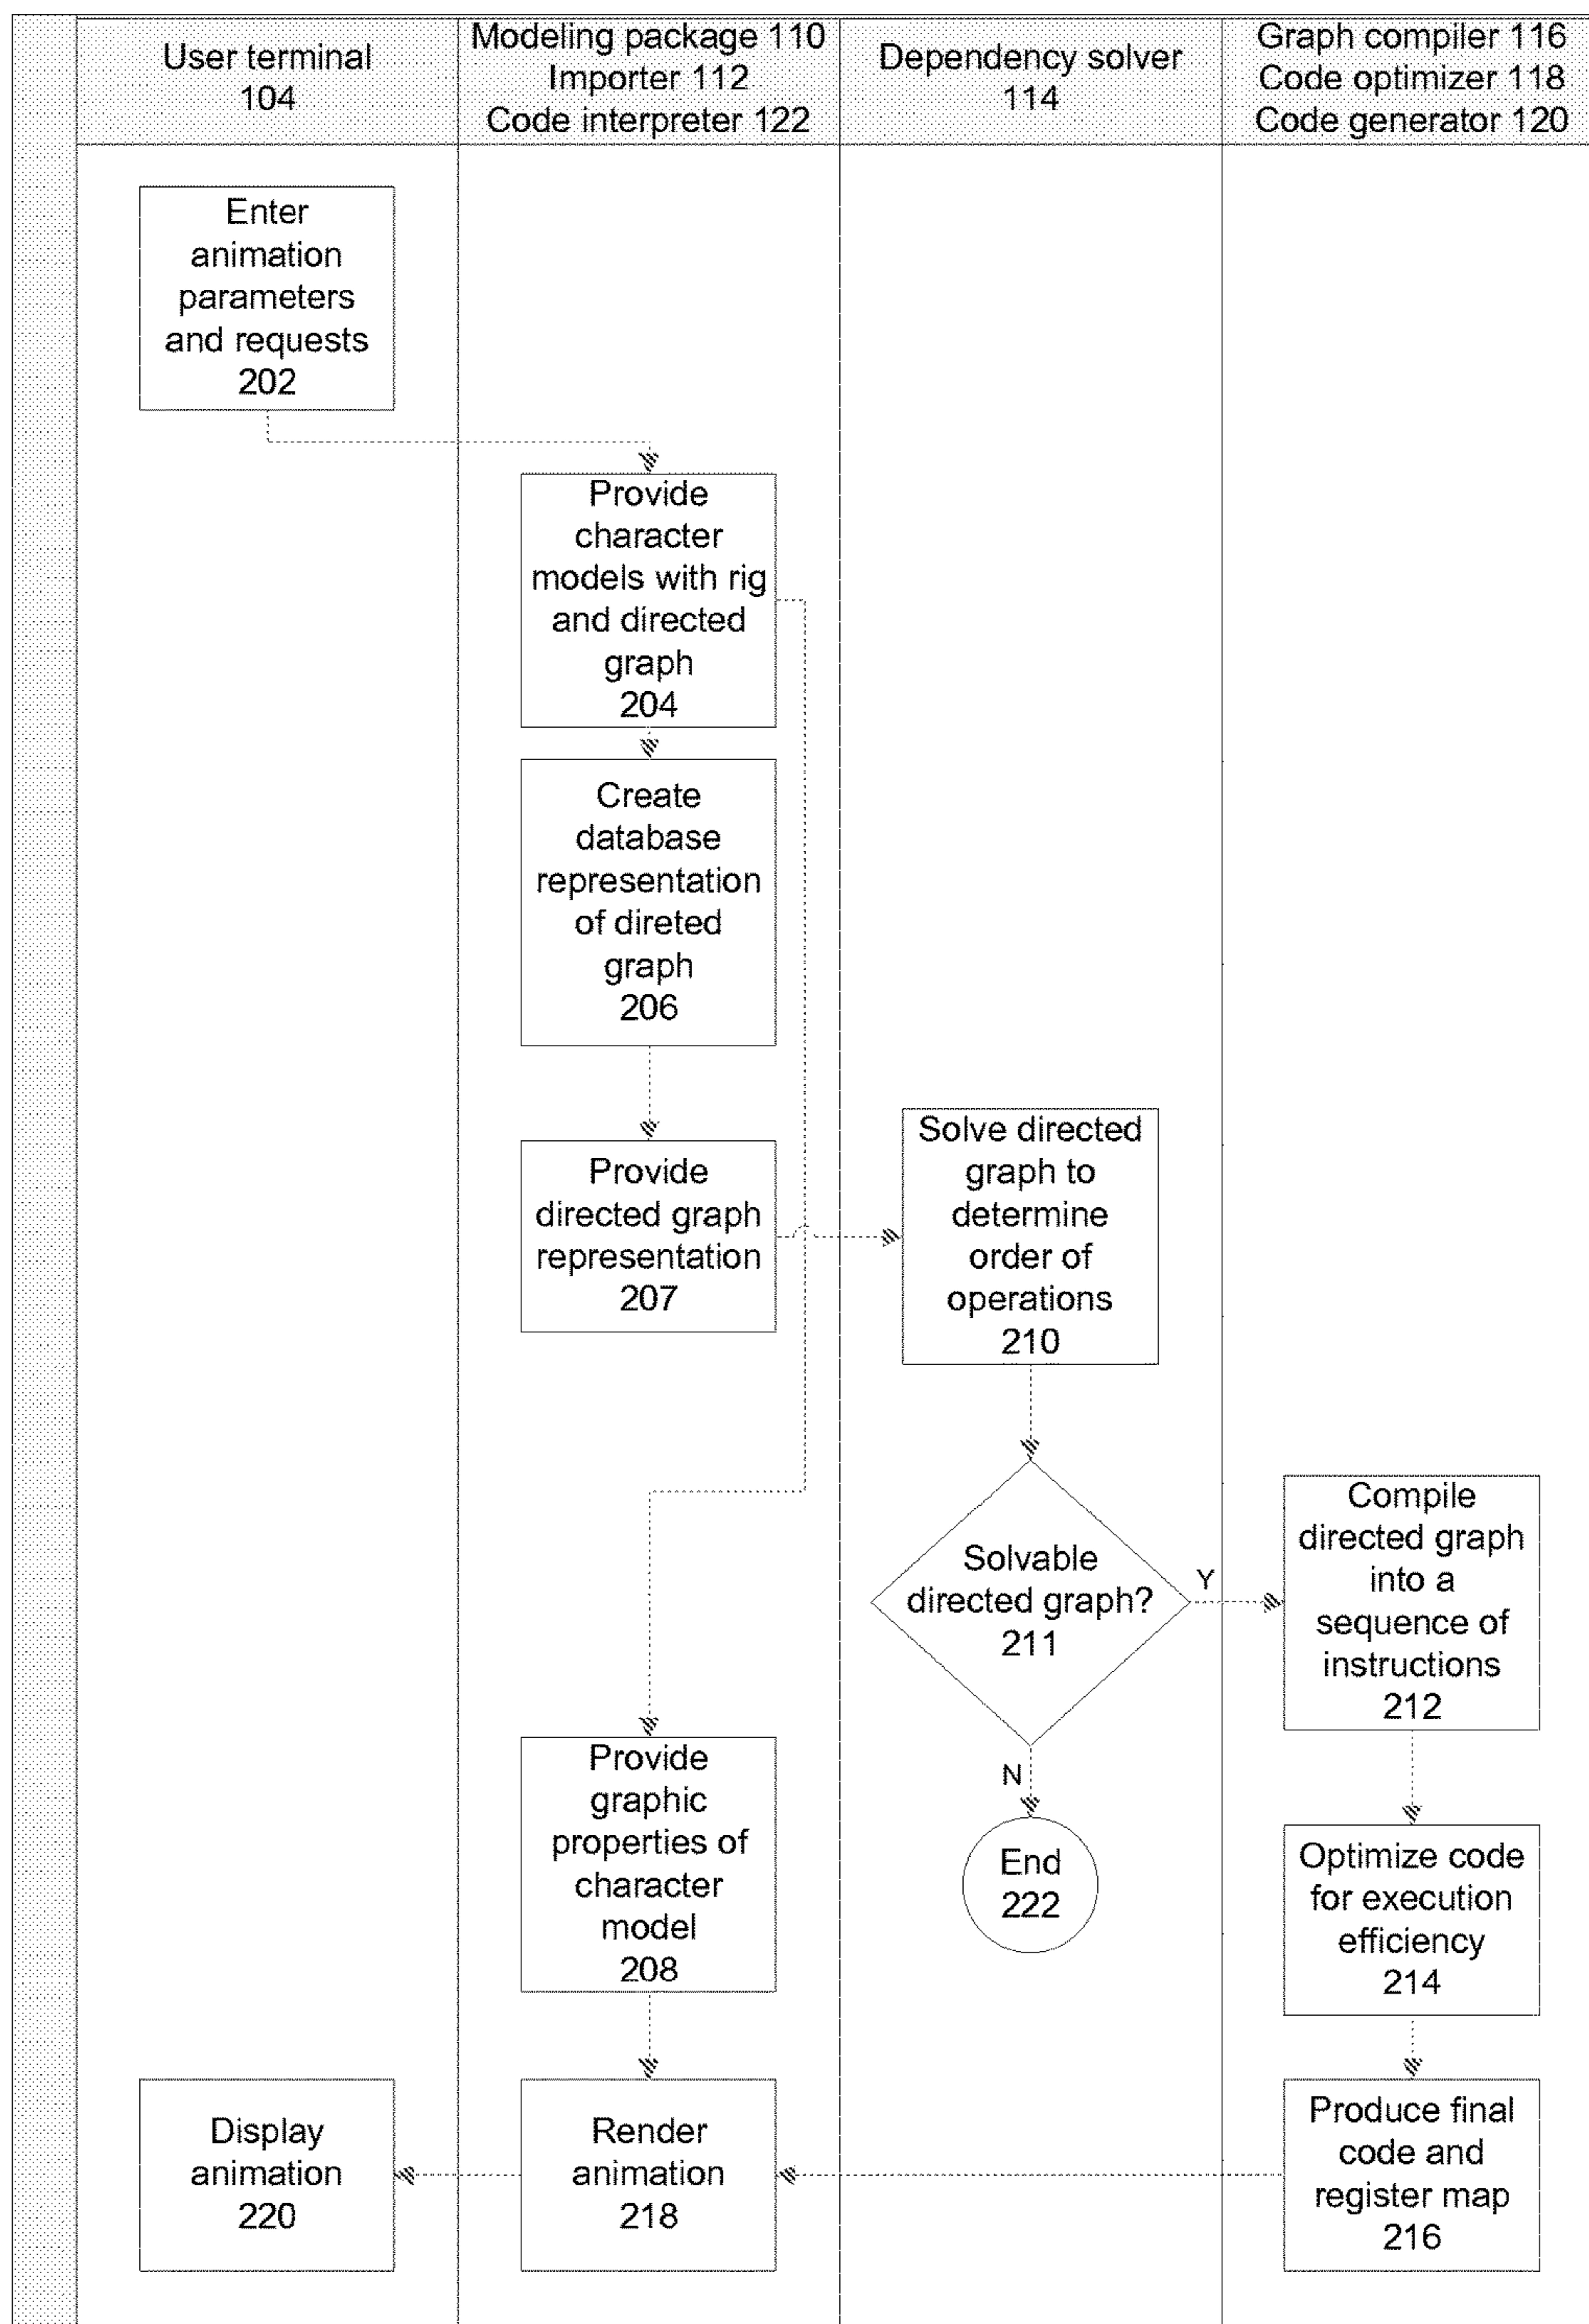 User terminal
104
Modeling package 110
Importer 112
Code interpreter 122
Dependency solver
114
Graph compiler 116
Code optimizer 118
Code generator 120
Enter
animation
parameters
and requests
202
Provide
character
models with rig
and directed
graph
204
Create
database
representation
of direted
graph
206
Provide
directed graph
representation
207
Solve directed
graph to
determine
order of
operations
210
Solvable
directed graph?
211
Y
N
End
222
Compile
directed graph
into a
sequence of
instructions
212
Provide
graphic
properties of
character
model
208
Optimize code
for execution
efficiency
214
Display
animation
220
Render
animation
218
Produce final
code and
register map
216